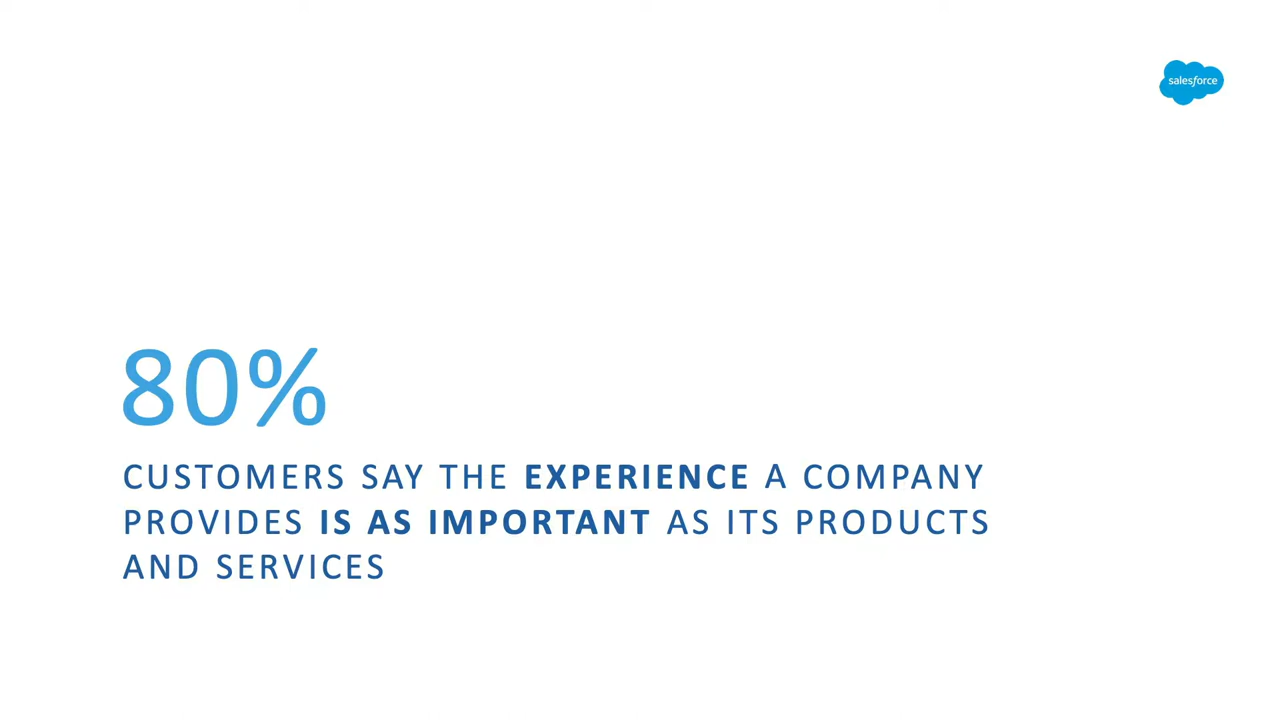 salesforce
80%
CUSTOMERS SAY THE EXPERIENCE A COMPANY
PROVIDES IS AS IMPORTANT AS ITS PRODUCTS
AND SERVICES